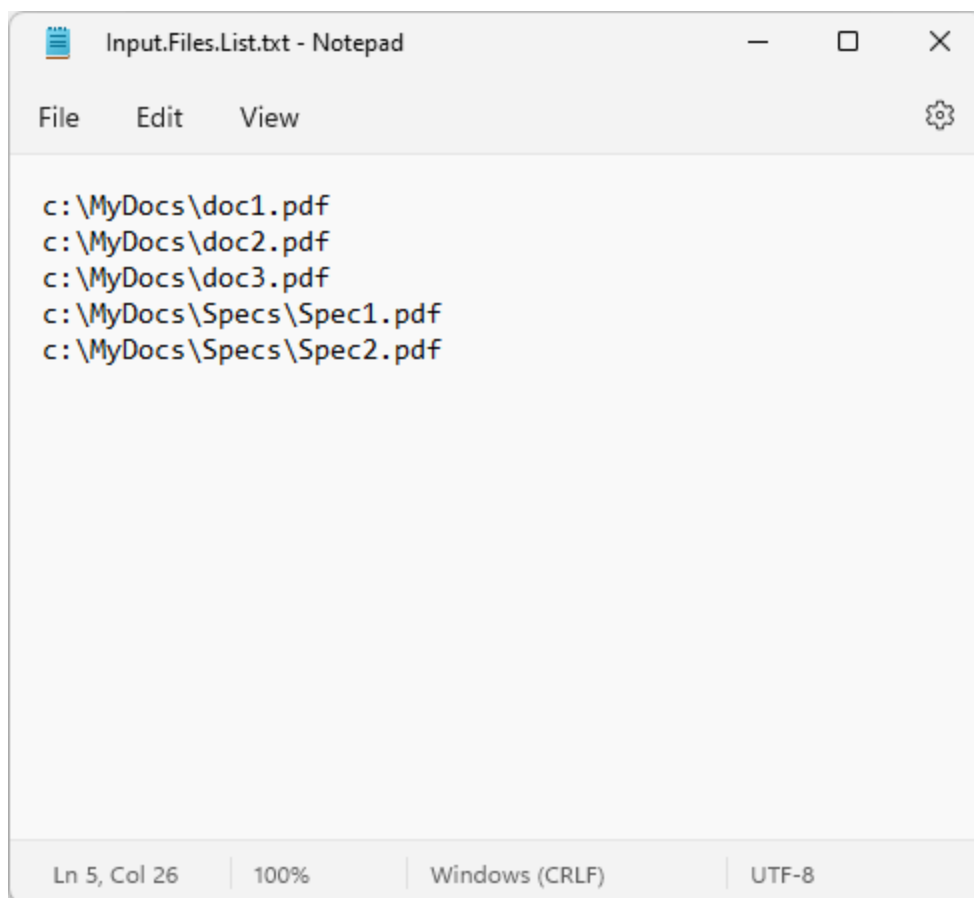 Input.Files.List.txt - Notepad
File Edit View
c:\MyDocs\doc1.pdf
c:\MyDocs\doc2.pdf
c:\MyDocs\doc3.pdf
c:\MyDocs\Specs\Spec1.pdf
c:\MyDocs\Specs\Spec2.pdf
Ln 5, Col 26 100% Windows (CRLF) UTF-8